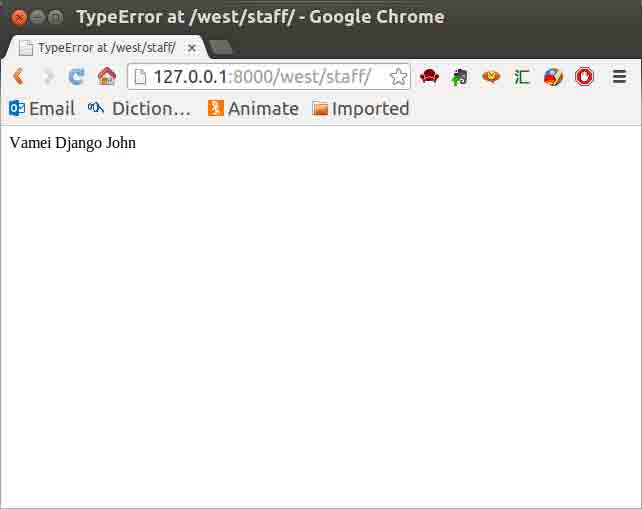 TypeError at /west/staff/ - Google Chrome
TypeError at /west/staff/
127.0.0.1:8000/west/staff/ 汇
Email Diction... Animate Imported
Vamei Django John